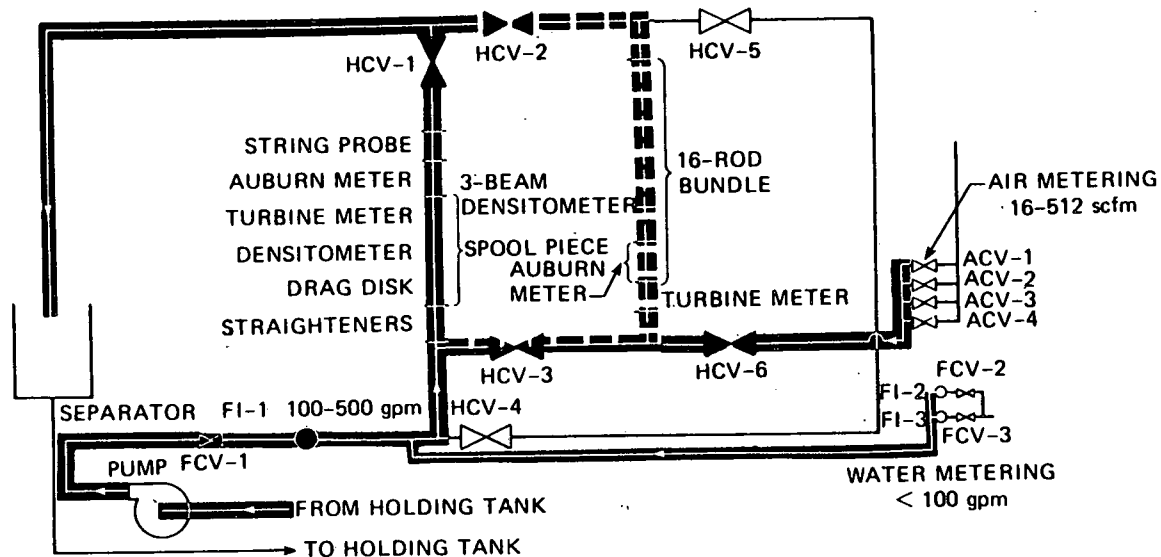 HCV-1
HCV-2
HCV-5
STRING PROBE
AUBURN METER
TURBINE METER
DENSITOMETER
DRAG DISK
STRAIGHTENERS
3-BEAM
DENSITOMETER
SPOOL PIECE
AUBURN
METER
16-ROD
BUNDLE
TURBINE METER
AIR METERING
16-512 scfm
ACV-1
ACV-2
ACV-3
ACV-4
HCV-3
HCV-6
FCV-2
FI-2
FI-3
FCV-3
SEPARATOR
FI-1
100-500 gpm
HCV-4
PUMP
FCV-1
WATER METERING
< 100 gpm
FROM HOLDING TANK
TO HOLDING TANK